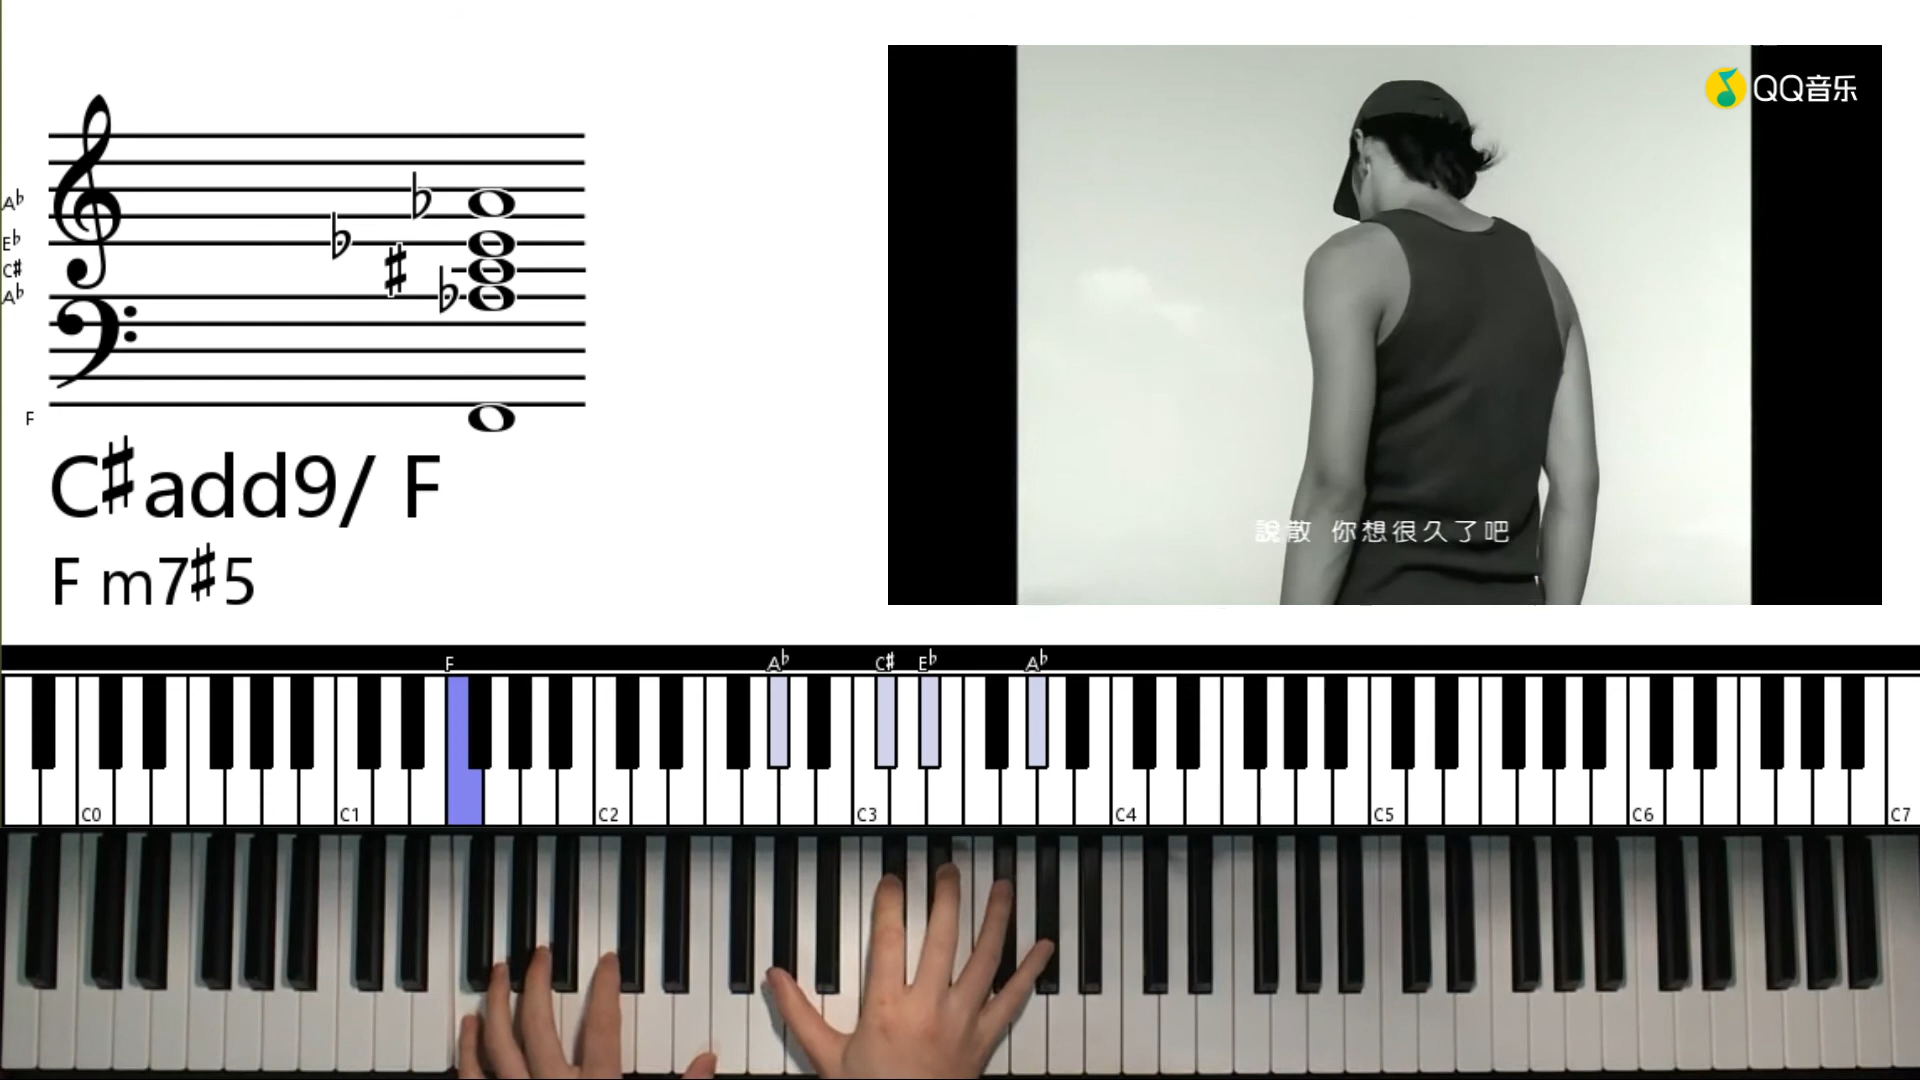 QQ音乐
A♭
E♭
C♯
A♭
F
C♯add9/ F
F m7♯5
說散 你想很久了吧
F A♭ C♯ E♭ A♭
C0 C1 C2 C3 C4 C5 C6 C7